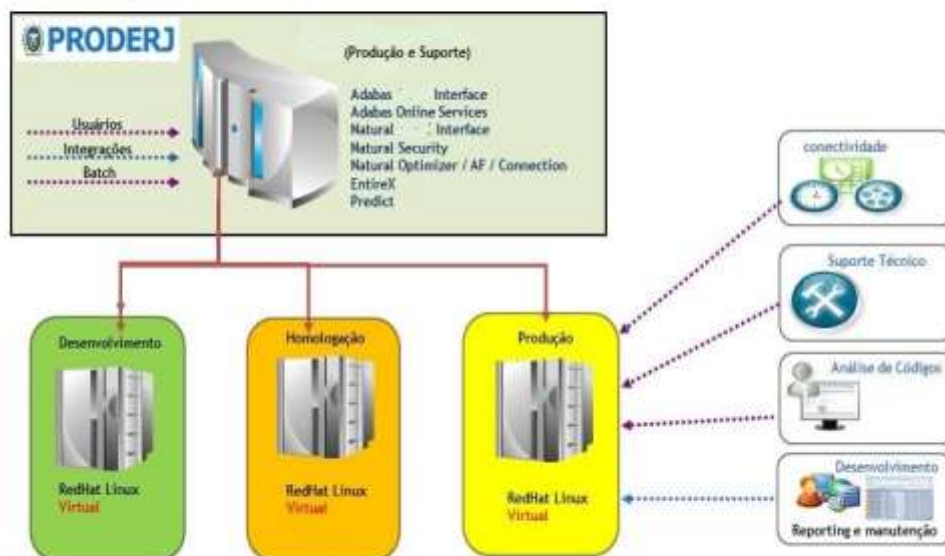 PRODERJ
(Produção e Suporte)
Adabas Interface
Adabas Online Services
Natural : Interface
Natural Security
Natural Optimizer / AF / Connection
EntireX
Predict
Usuários
Integrações
Batch
conectividade
Suporte Técnico
Análise de Códigos
Desenvolvimento
Reporting e manutenção
Desenvolvimento
RedHat Linux
Virtual
Homologação
RedHat Linux
Virtual
Produção
RedHat Linux
Virtual